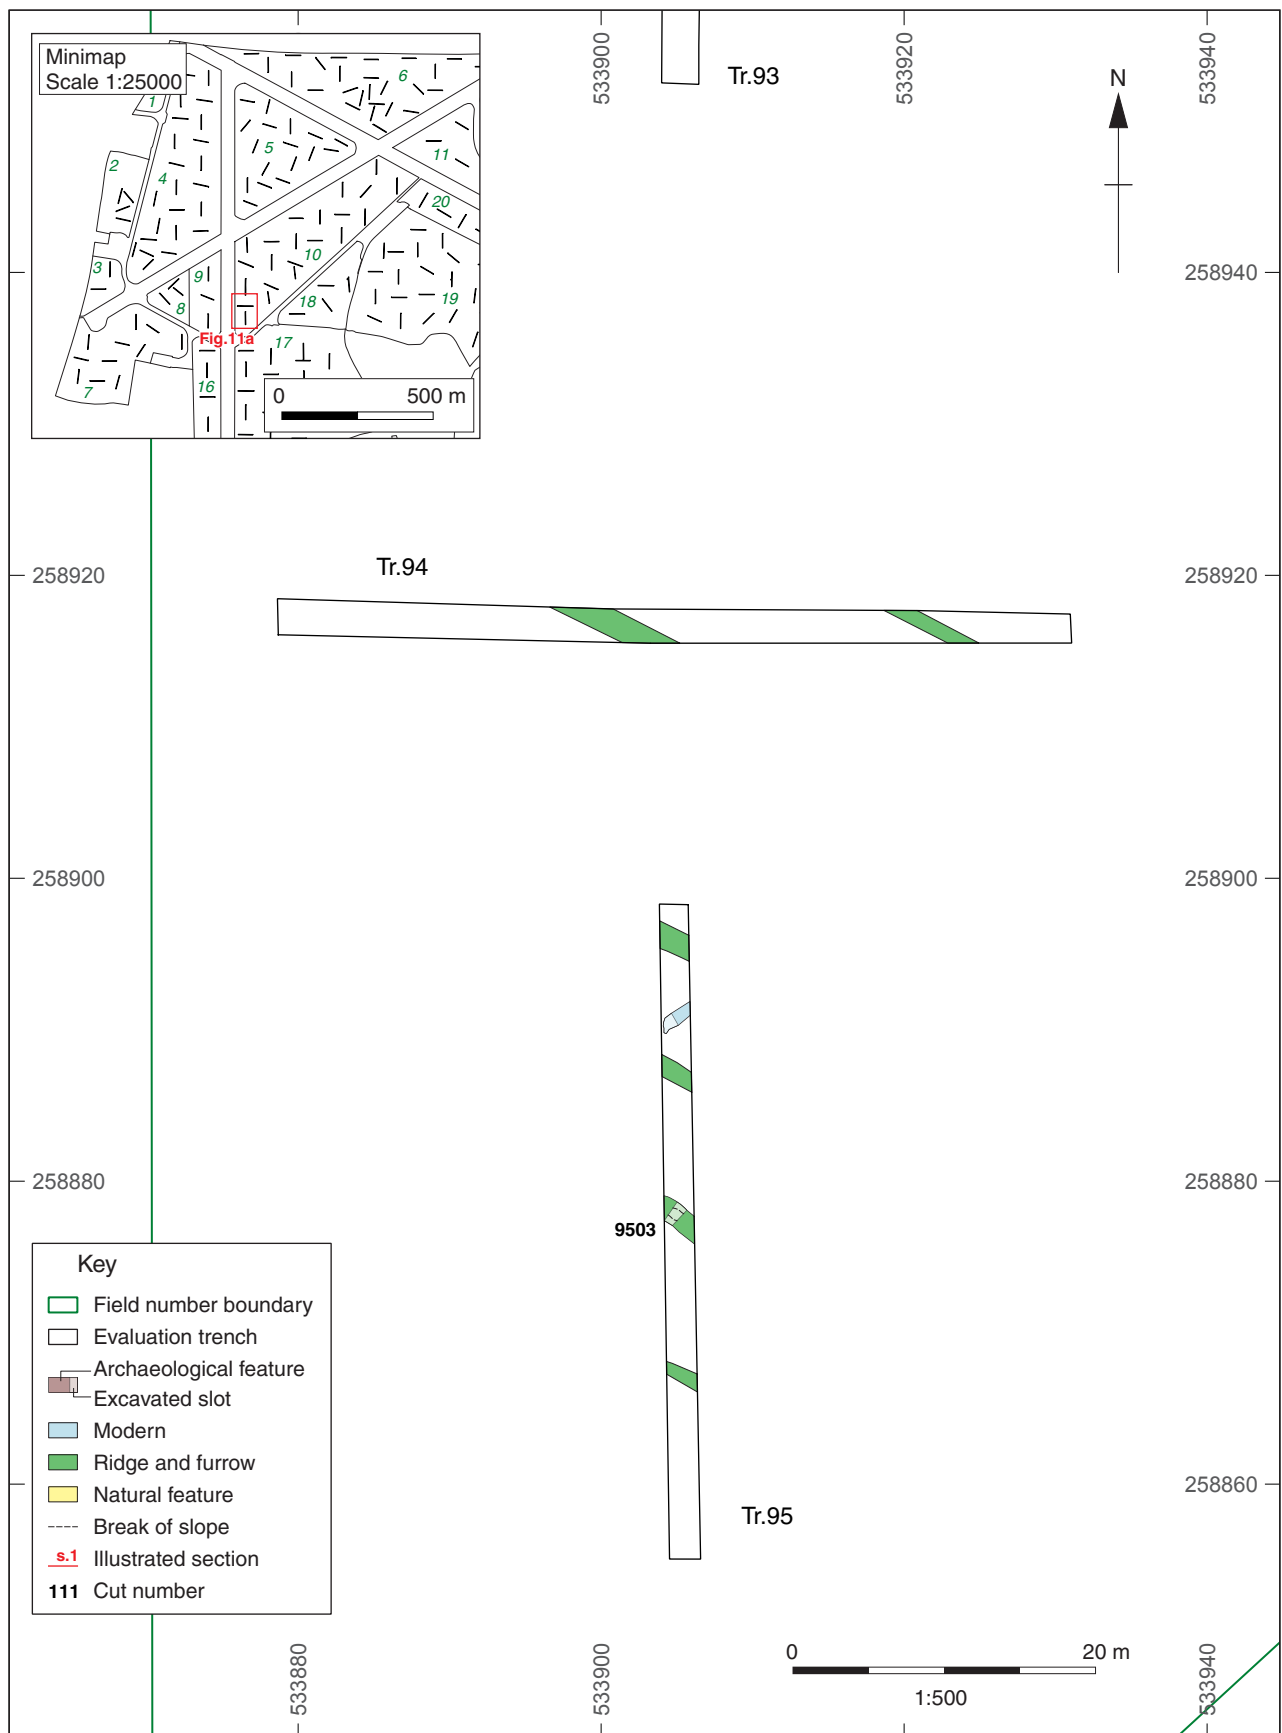 Minimap
Scale 1:25000
1
2
3
4
5
6
7
8
9
10
11
16
17
18
19
20
Fig.11a
0 500 m
533900
533920
533940
Tr.93
N
258940
Tr.94
258920
258920
258900
258900
258880
258880
9503
258860
Tr.95
Key
Field number boundary
Evaluation trench
Archaeological feature
Excavated slot
Modern
Ridge and furrow
Natural feature
Break of slope
s.1 Illustrated section
111 Cut number
533880
533900
533940
0 20 m
1:500